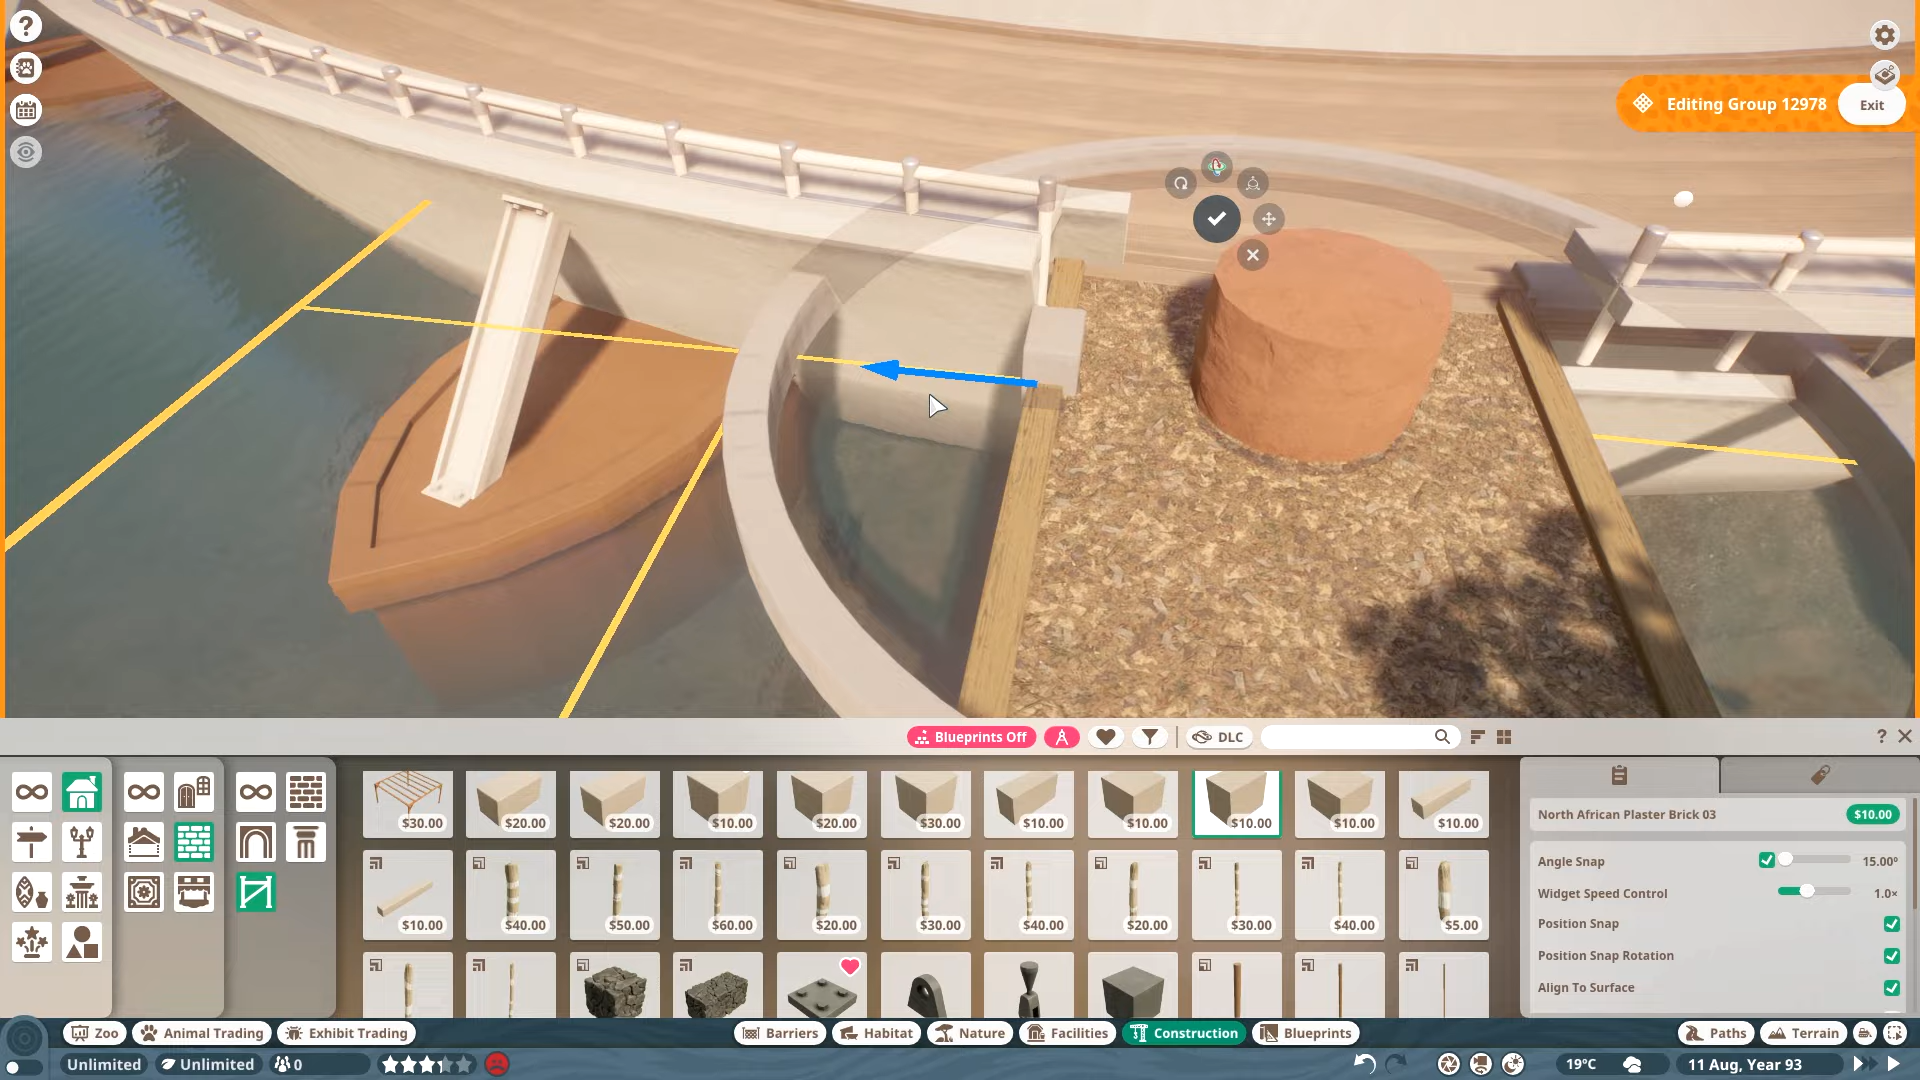 ?
Editing Group 12978
Exit
Blueprints Off
DLC
?
$30.00
$20.00
$20.00
$10.00
$20.00
$30.00
$10.00
$10.00
$10.00
$10.00
$10.00
$10.00
$40.00
$50.00
$60.00
$20.00
$30.00
$40.00
$20.00
$30.00
$40.00
$5.00
North African Plaster Brick 03
$10.00
Angle Snap
15.00°
Widget Speed Control
1.0×
Position Snap
Position Snap Rotation
Align To Surface
Zoo
Animal Trading
Exhibit Trading
Barriers
Habitat
Nature
Facilities
Construction
Blueprints
Paths
Terrain
Unlimited
Unlimited
0
19°C
11 Aug, Year 93